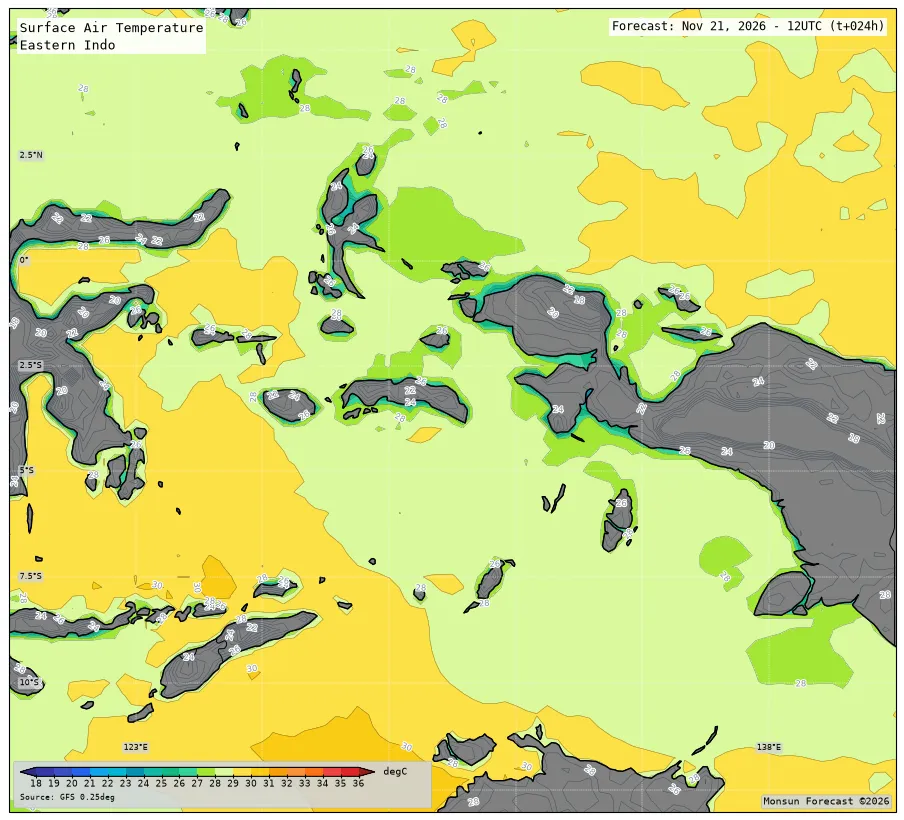 Surface Air Temperature
Eastern Indo
Forecast: Nov 21, 2026 - 12UTC (t+024h)
2.5°N
0°
2.5°S
5°S
7.5°S
10°S
123°E
138°E
18 19 20 21 22 23 24 25 26 27 28 29 30 31 32 33 34 35 36
degC
Source: GFS 0.25deg
Monsun Forecast ©2026